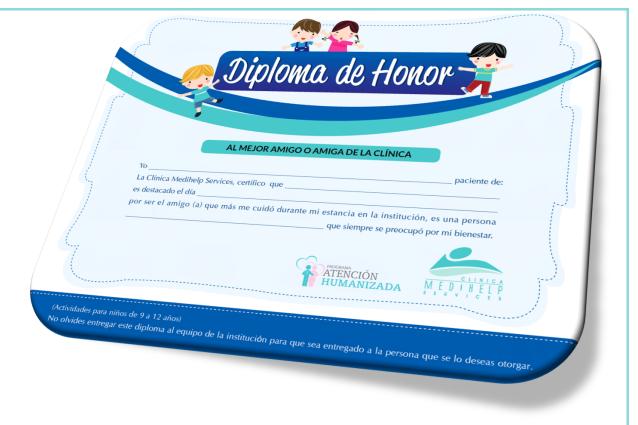 Diploma de Honor
AL MEJOR AMIGO O AMIGA DE LA CLÍNICA
Yo paciente de:
La Clínica Medihelp Services, certifico que
es destacado el día
por ser el amigo (a) que más me cuidó durante mi estancia en la institución, es una persona
que siempre se preocupó por mi bienestar.
PROGRAMA
ATENCIÓN
HUMANIZADA
CLÍNICA
MEDIHELP
SERVICES
(Actividades para niños de 9 a 12 años)
No olvides entregar este diploma al equipo de la institución para que sea entregado a la persona que se lo deseas otorgar.